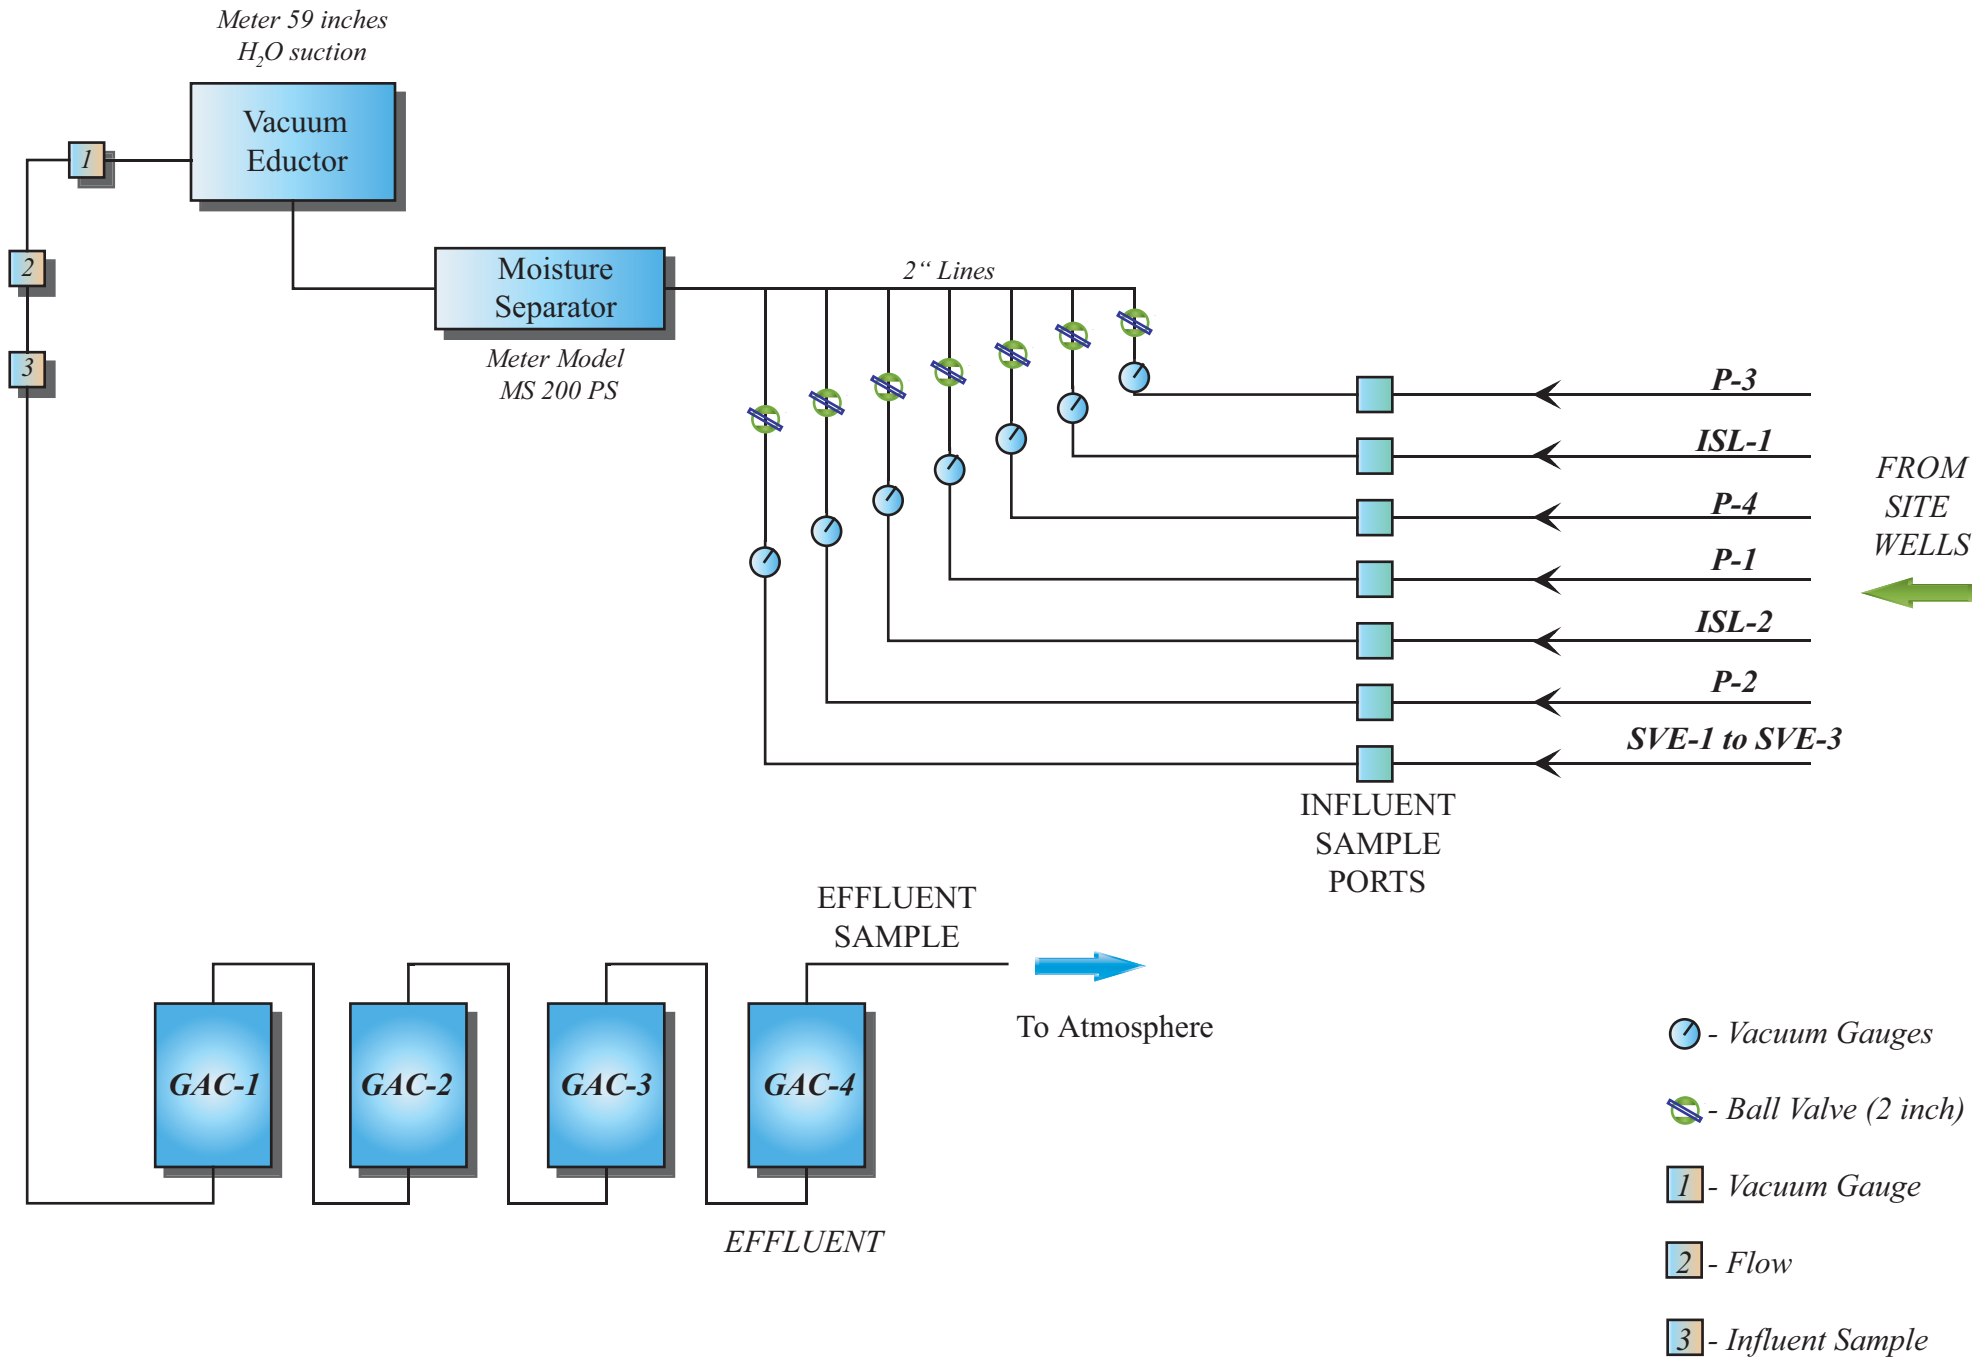 Meter 59 inches
H₂O suction
Vacuum
Eductor
1
2
3
Moisture
Separator
Meter Model
MS 200 PS
2“ Lines
P-3
ISL-1
P-4
P-1
ISL-2
P-2
SVE-1 to SVE-3
FROM
SITE
WELLS
INFLUENT
SAMPLE
PORTS
EFFLUENT
SAMPLE
To Atmosphere
GAC-1
GAC-2
GAC-3
GAC-4
EFFLUENT
- Vacuum Gauges
- Ball Valve (2 inch)
1 - Vacuum Gauge
2 - Flow
3 - Influent Sample